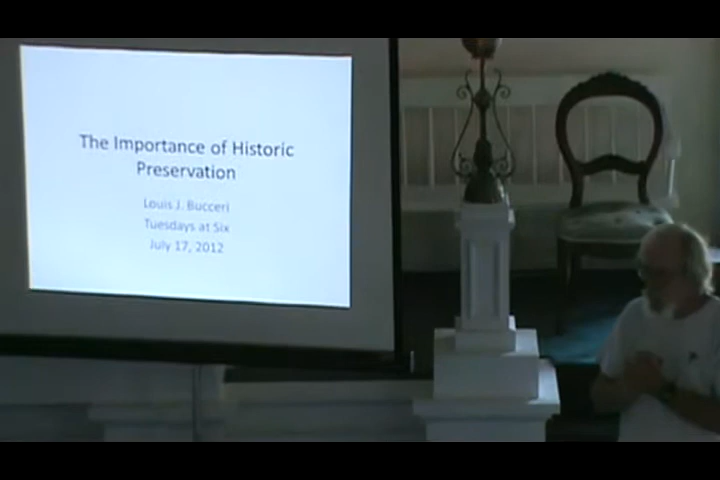 The Importance of Historic
Preservation
Louis J. Bucceri
Tuesdays at Six
July 17, 2012